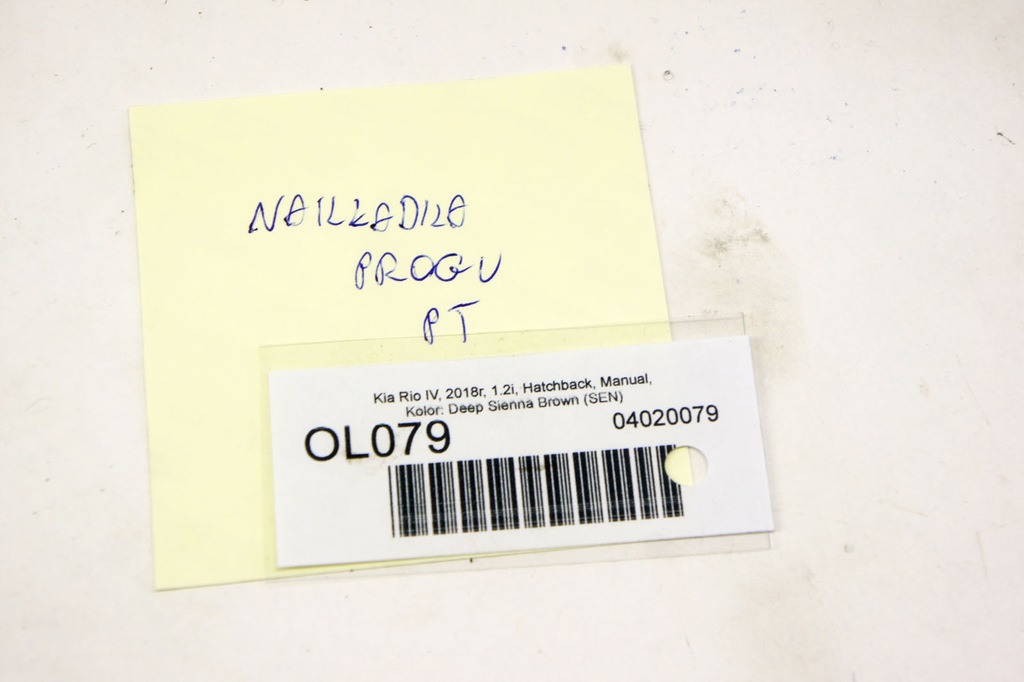 NAKŁADKA
PROGU
PT
Kia Rio IV, 2018r, 1.2i, Hatchback, Manual,
Kolor: Deep Sienna Brown (SEN)
OL079 04020079